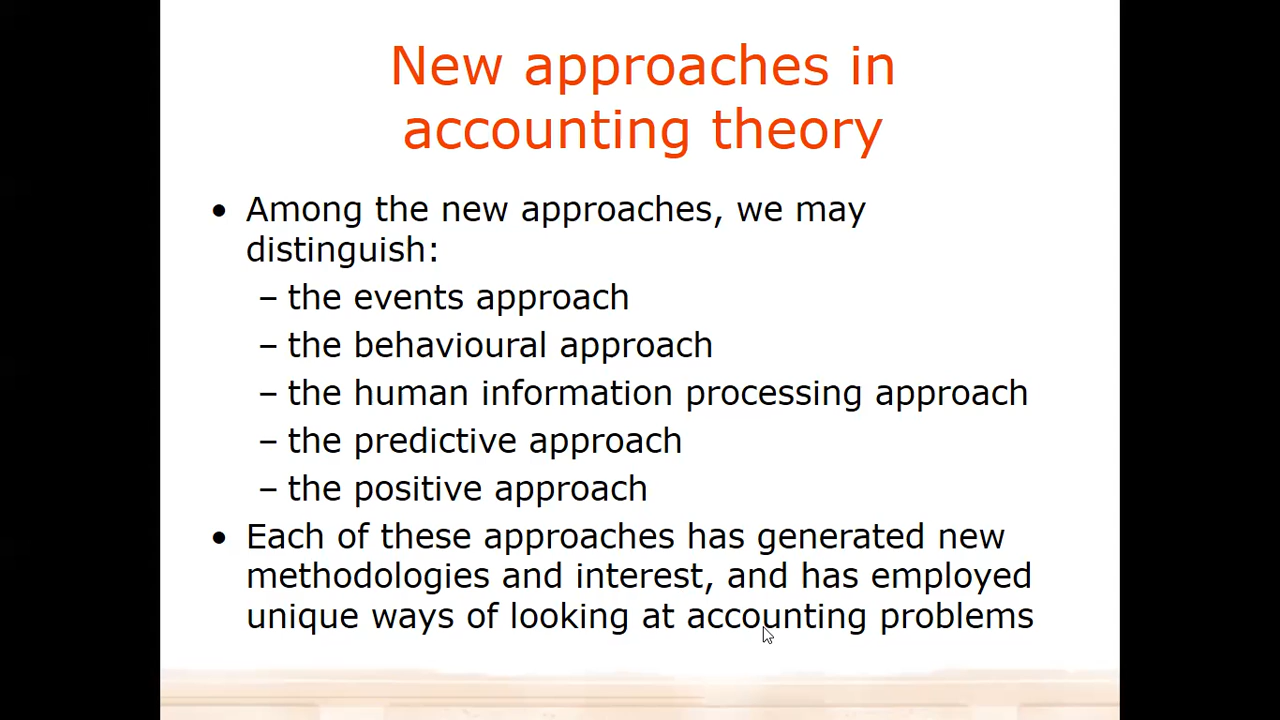 New approaches in
accounting theory
• Among the new approaches, we may
distinguish:
– the events approach
– the behavioural approach
– the human information processing approach
– the predictive approach
– the positive approach
• Each of these approaches has generated new
methodologies and interest, and has employed
unique ways of looking at accounting problems